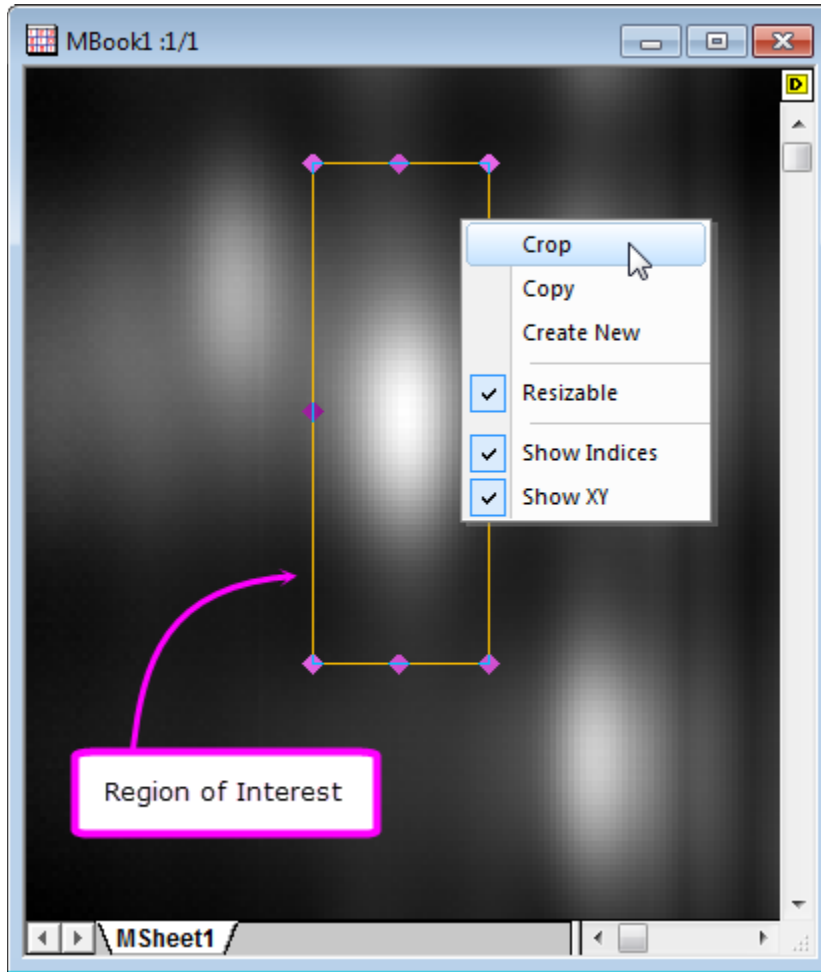 MBook1 :1/1
D
Crop
Copy
Create New
Resizable
Show Indices
Show XY
Region of Interest
MSheet1